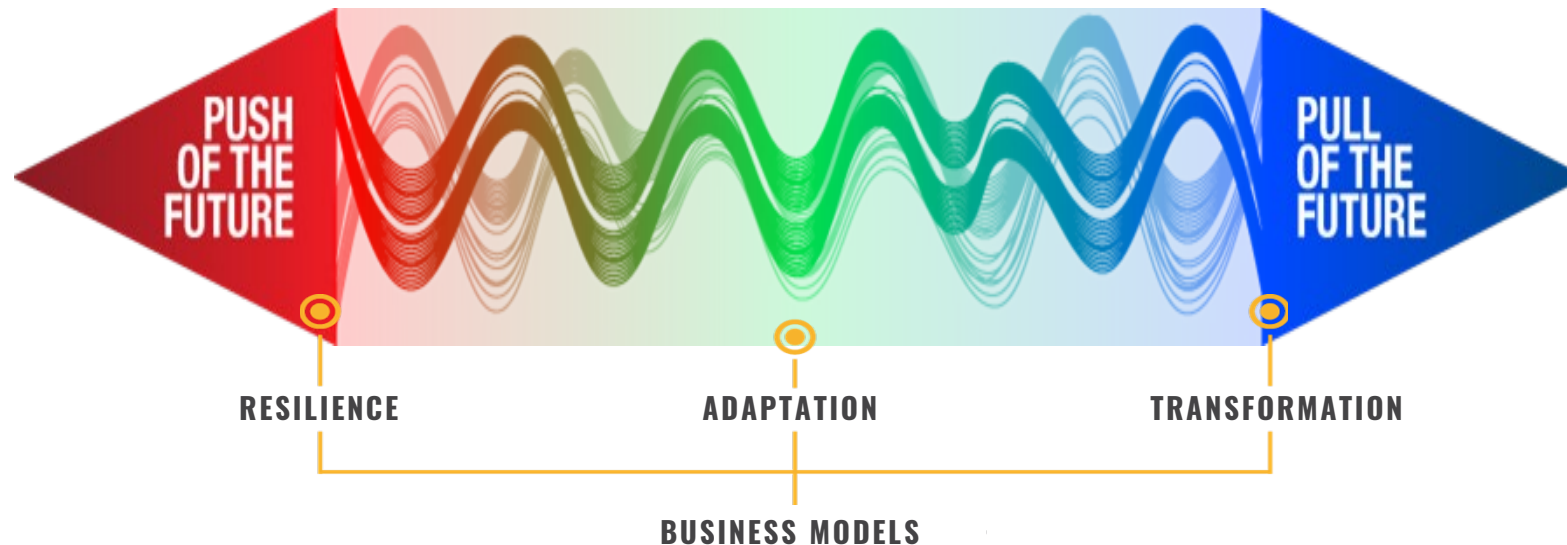 PUSH
OF THE
FUTURE
PULL
OF THE
FUTURE
RESILIENCE
ADAPTATION
TRANSFORMATION
BUSINESS MODELS